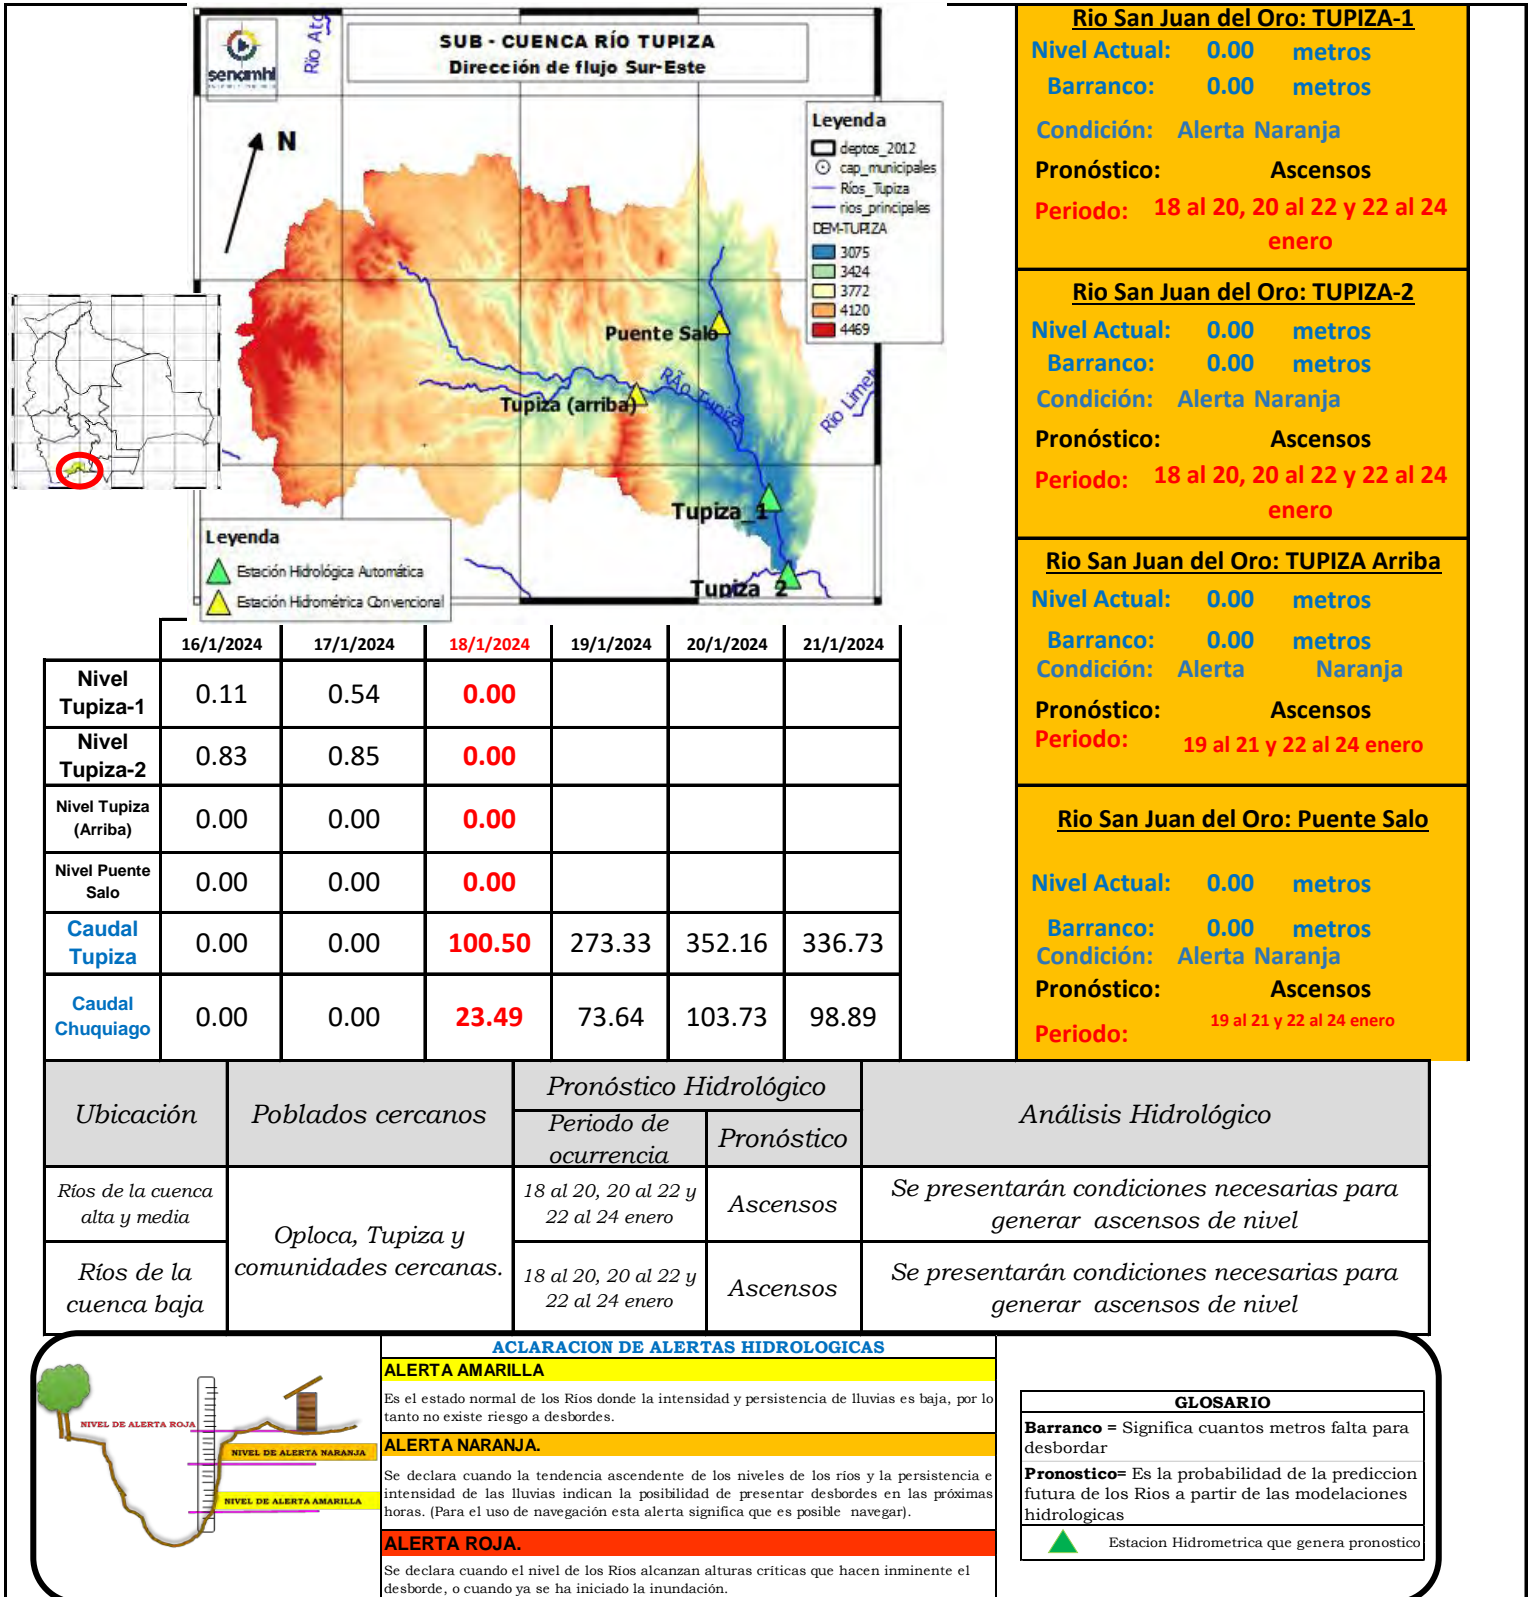 senamhi
Río Ato
SUB - CUENCA RÍO TUPIZA
Dirección de flujo Sur-Este
N
Leyenda
deptos_2012
cap_municipales
Ríos_Tupiza
rios_principales
DEM-TUPIZA
3075
3424
3772
4120
4469
Puente Salo
RÃo Tupiza
Tupiza (arriba)
Rio Limet
Tupiza_1
Tupiza_2
Leyenda
Estación Hidrológica Automática
Estación Hidrométrica Convencional
Rio San Juan del Oro: TUPIZA-1
Nivel Actual: 0.00 metros
Barranco: 0.00 metros
Condición: Alerta Naranja
Pronóstico: Ascensos
Periodo: 18 al 20, 20 al 22 y 22 al 24
enero
Rio San Juan del Oro: TUPIZA-2
Nivel Actual: 0.00 metros
Barranco: 0.00 metros
Condición: Alerta Naranja
Pronóstico: Ascensos
Periodo: 18 al 20, 20 al 22 y 22 al 24
enero
Rio San Juan del Oro: TUPIZA Arriba
Nivel Actual: 0.00 metros
Barranco: 0.00 metros
Condición: Alerta Naranja
Pronóstico: Ascensos
Periodo: 19 al 21 y 22 al 24 enero
Rio San Juan del Oro: Puente Salo
Nivel Actual: 0.00 metros
Barranco: 0.00 metros
Condición: Alerta Naranja
Pronóstico: Ascensos
Periodo: 19 al 21 y 22 al 24 enero
16/1/2024 17/1/2024 18/1/2024 19/1/2024 20/1/2024 21/1/2024
Nivel
Tupiza-1 0.11 0.54 0.00
Nivel
Tupiza-2 0.83 0.85 0.00
Nivel Tupiza
(Arriba) 0.00 0.00 0.00
Nivel Puente
Salo 0.00 0.00 0.00
Caudal
Tupiza 0.00 0.00 100.50 273.33 352.16 336.73
Caudal
Chuquiago 0.00 0.00 23.49 73.64 103.73 98.89
Ubicación
Poblados cercanos
Pronóstico Hidrológico
Periodo de
ocurrencia
Pronóstico
Análisis Hidrológico
Ríos de la cuenca
alta y media
Oploca, Tupiza y
comunidades cercanas.
18 al 20, 20 al 22 y
22 al 24 enero
Ascensos
Se presentarán condiciones necesarias para
generar ascensos de nivel
Ríos de la
cuenca baja
18 al 20, 20 al 22 y
22 al 24 enero
Ascensos
Se presentarán condiciones necesarias para
generar ascensos de nivel
NIVEL DE ALERTA ROJA
NIVEL DE ALERTA NARANJA
NIVEL DE ALERTA AMARILLA
ACLARACION DE ALERTAS HIDROLOGICAS
ALERTA AMARILLA
Es el estado normal de los Ríos donde la intensidad y persistencia de lluvias es baja, por lo
tanto no existe riesgo a desbordes.
ALERTA NARANJA.
Se declara cuando la tendencia ascendente de los niveles de los ríos y la persistencia e
intensidad de las lluvias indican la posibilidad de presentar desbordes en las próximas
horas. (Para el uso de navegación esta alerta significa que es posible navegar).
ALERTA ROJA.
Se declara cuando el nivel de los Ríos alcanzan alturas críticas que hacen inminente el
desborde, o cuando ya se ha iniciado la inundación.
GLOSARIO
Barranco = Significa cuantos metros falta para
desbordar
Pronostico= Es la probabilidad de la prediccion
futura de los Rios a partir de las modelaciones
hidrologicas
Estacion Hidrometrica que genera pronostico